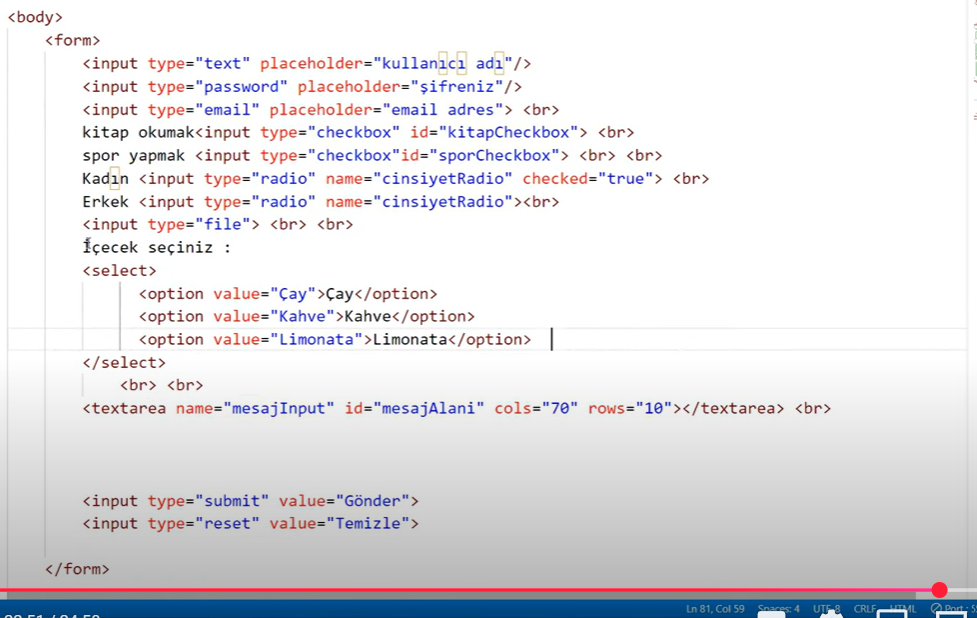 <body>
<form>
<input type="text" placeholder="kullanıcı adı"/>
<input type="password" placeholder="şifreniz"/>
<input type="email" placeholder="email adres"> <br>
kitap okumak<input type="checkbox" id="kitapCheckbox"> <br>
spor yapmak <input type="checkbox"id="sporCheckbox"> <br> <br>
Kadın <input type="radio" name="cinsiyetRadio" checked="true"> <br>
Erkek <input type="radio" name="cinsiyetRadio"><br>
<input type="file"> <br> <br>
İçecek seçiniz :
<select>
<option value="Çay">Çay</option>
<option value="Kahve">Kahve</option>
<option value="Limonata">Limonata</option>
</select>
<br> <br>
<textarea name="mesajInput" id="mesajAlani" cols="70" rows="10"></textarea> <br>
<input type="submit" value="Gönder">
<input type="reset" value="Temizle">
</form>
Ln 81, Col 59 Spaces: 4 UTF-8 CRLF HTML Port :